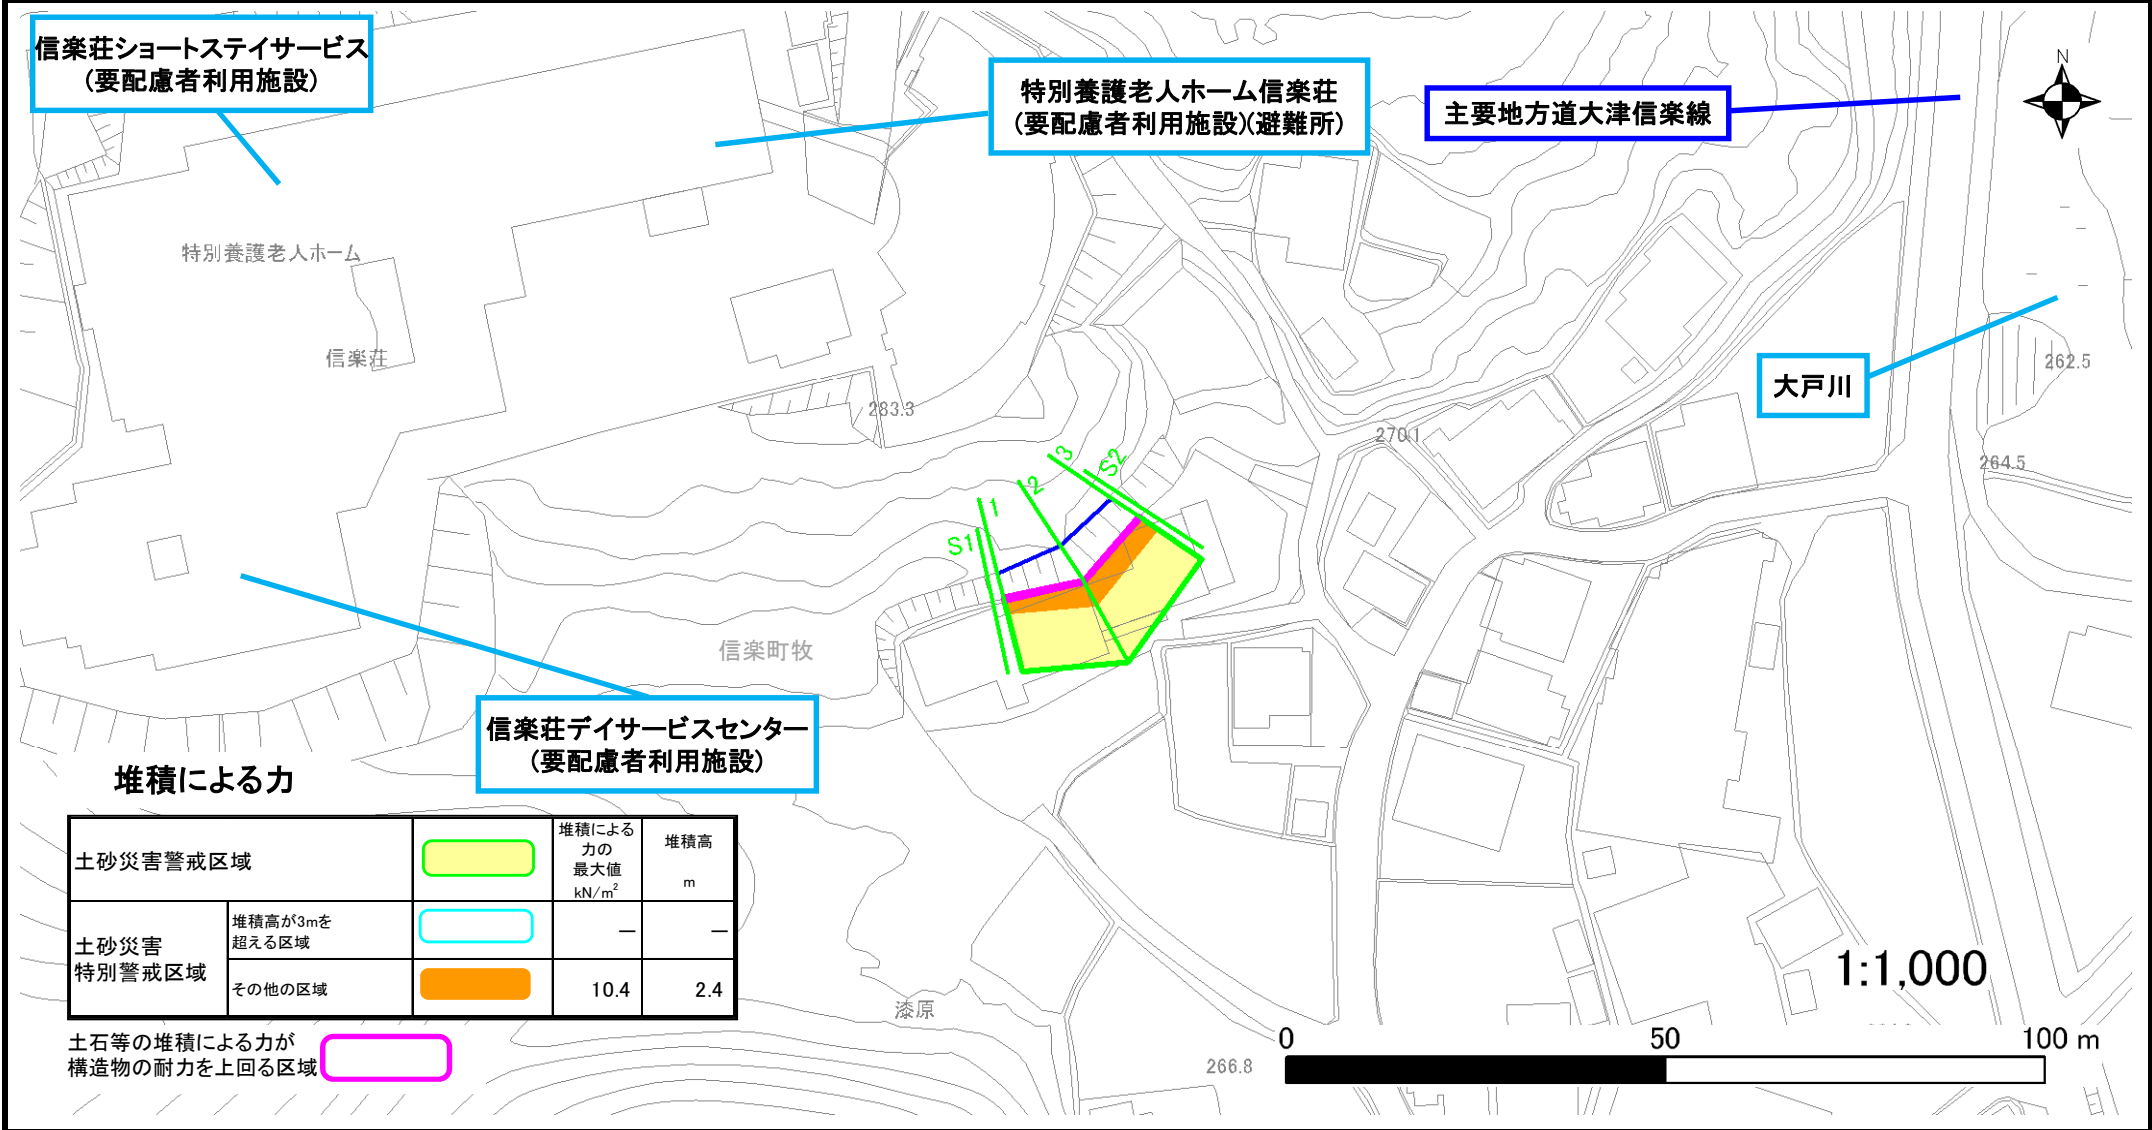 信楽荘ショートステイサービス
(要配慮者利用施設)
特別養護老人ホーム信楽荘
(要配慮者利用施設)(避難所)
主要地方道大津信楽線
N
特別養護老人ホーム
信楽荘
283.3
270.1
大戸川
262.5
264.5
S1
1
2
3
S2
信楽町牧
信楽荘デイサービスセンター
(要配慮者利用施設)
堆積による力
土砂災害警戒区域
堆積による
力の
最大値
kN/m²
堆積高
m
土砂災害
特別警戒区域
堆積高が3mを
超える区域
—
—
その他の区域
10.4
2.4
土石等の堆積による力が
構造物の耐力を上回る区域
漆原
266.8
1:1,000
0
50
100 m